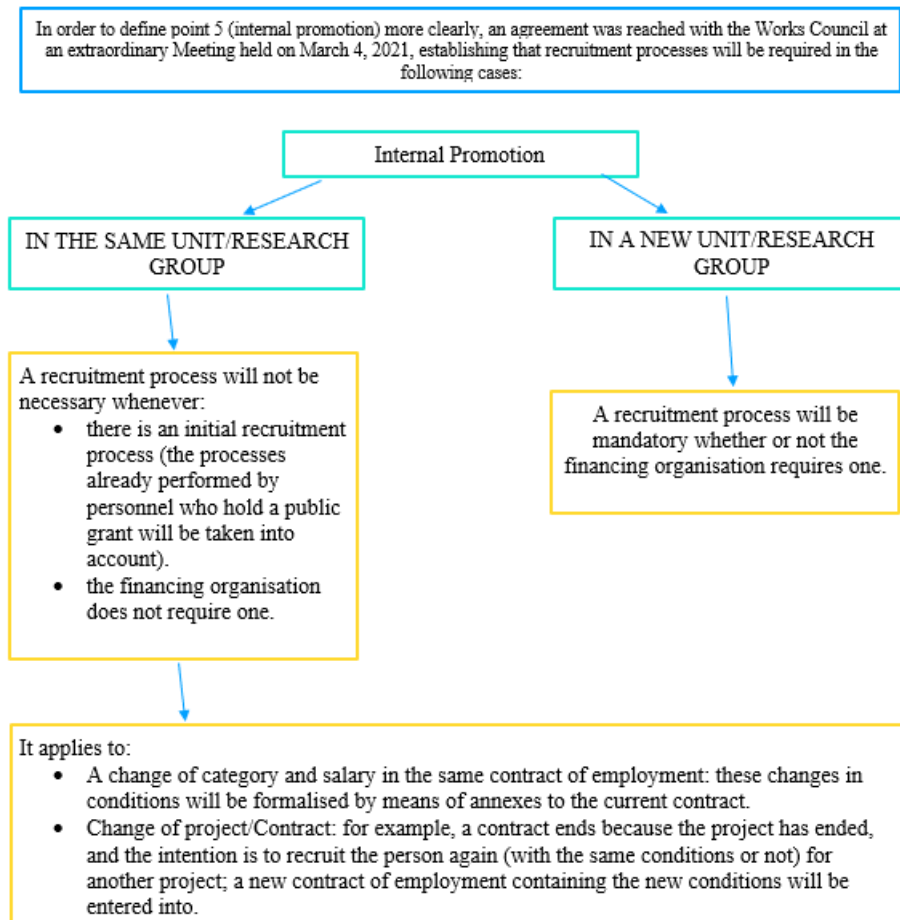 In order to define point 5 (internal promotion) more clearly, an agreement was reached with the Works Council at
an extraordinary Meeting held on March 4, 2021, establishing that recruitment processes will be required in the
following cases:
Internal Promotion
IN THE SAME UNIT/RESEARCH
GROUP
IN A NEW UNIT/RESEARCH
GROUP
A recruitment process will not be
necessary whenever:
• there is an initial recruitment
process (the processes
already performed by
personnel who hold a public
grant will be taken into
account).
• the financing organisation
does not require one.
A recruitment process will be
mandatory whether or not the
financing organisation requires one.
It applies to:
• A change of category and salary in the same contract of employment: these changes in
conditions will be formalised by means of annexes to the current contract.
• Change of project/Contract: for example, a contract ends because the project has ended,
and the intention is to recruit the person again (with the same conditions or not) for
another project; a new contract of employment containing the new conditions will be
entered into.